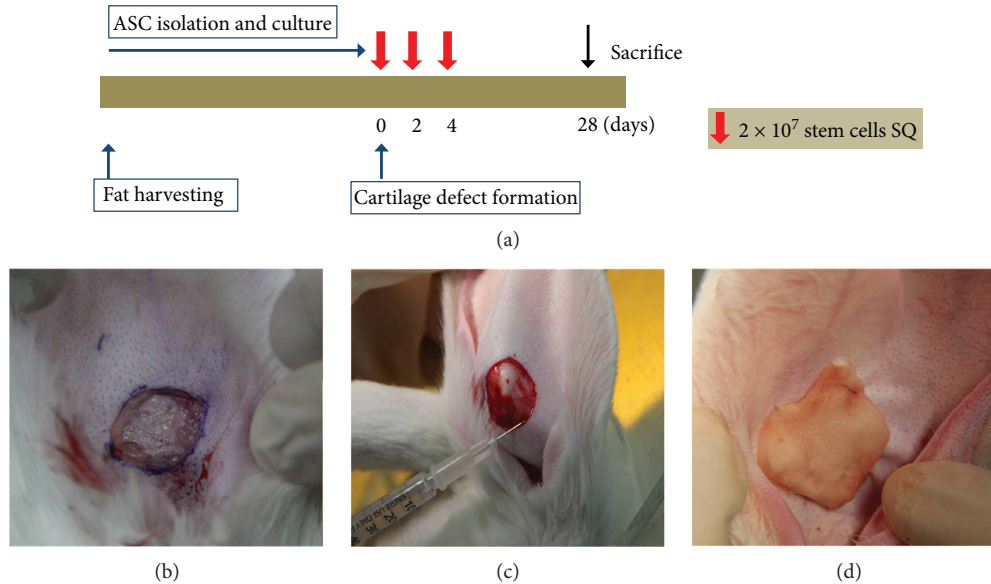 ASC isolation and culture
Sacrifice
0 2 4 28 (days)
2 × 10⁷ stem cells SQ
Fat harvesting
Cartilage defect formation
(a)
(b) (c) (d)